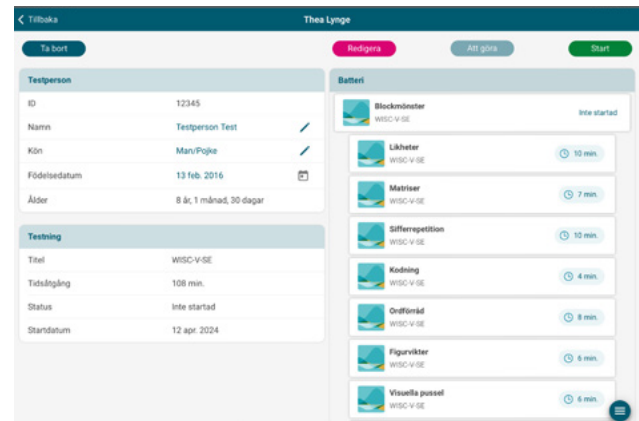 Tillbaka
Thea Lynge
Ta bort
Redigera
Att göra
Start
Testperson
ID 12345
Namn Testperson Test
Kön Man/Pojke
Födelsedatum 13 feb. 2016
Ålder 8 år, 1 månad, 30 dagar
Testning
Titel WISC-V-SE
Tidsåtgång 108 min.
Status Inte startad
Startdatum 12 apr. 2024
Batteri
Blockmönster
WISC-V-SE
Inte startad
Likheter
WISC-V-SE
10 min.
Matriser
WISC-V-SE
7 min.
Sifferrepetition
WISC-V-SE
10 min.
Kodning
WISC-V-SE
4 min.
Ordförråd
WISC-V-SE
8 min.
Figurvikter
WISC-V-SE
6 min.
Visuella pussel
WISC-V-SE
6 min.